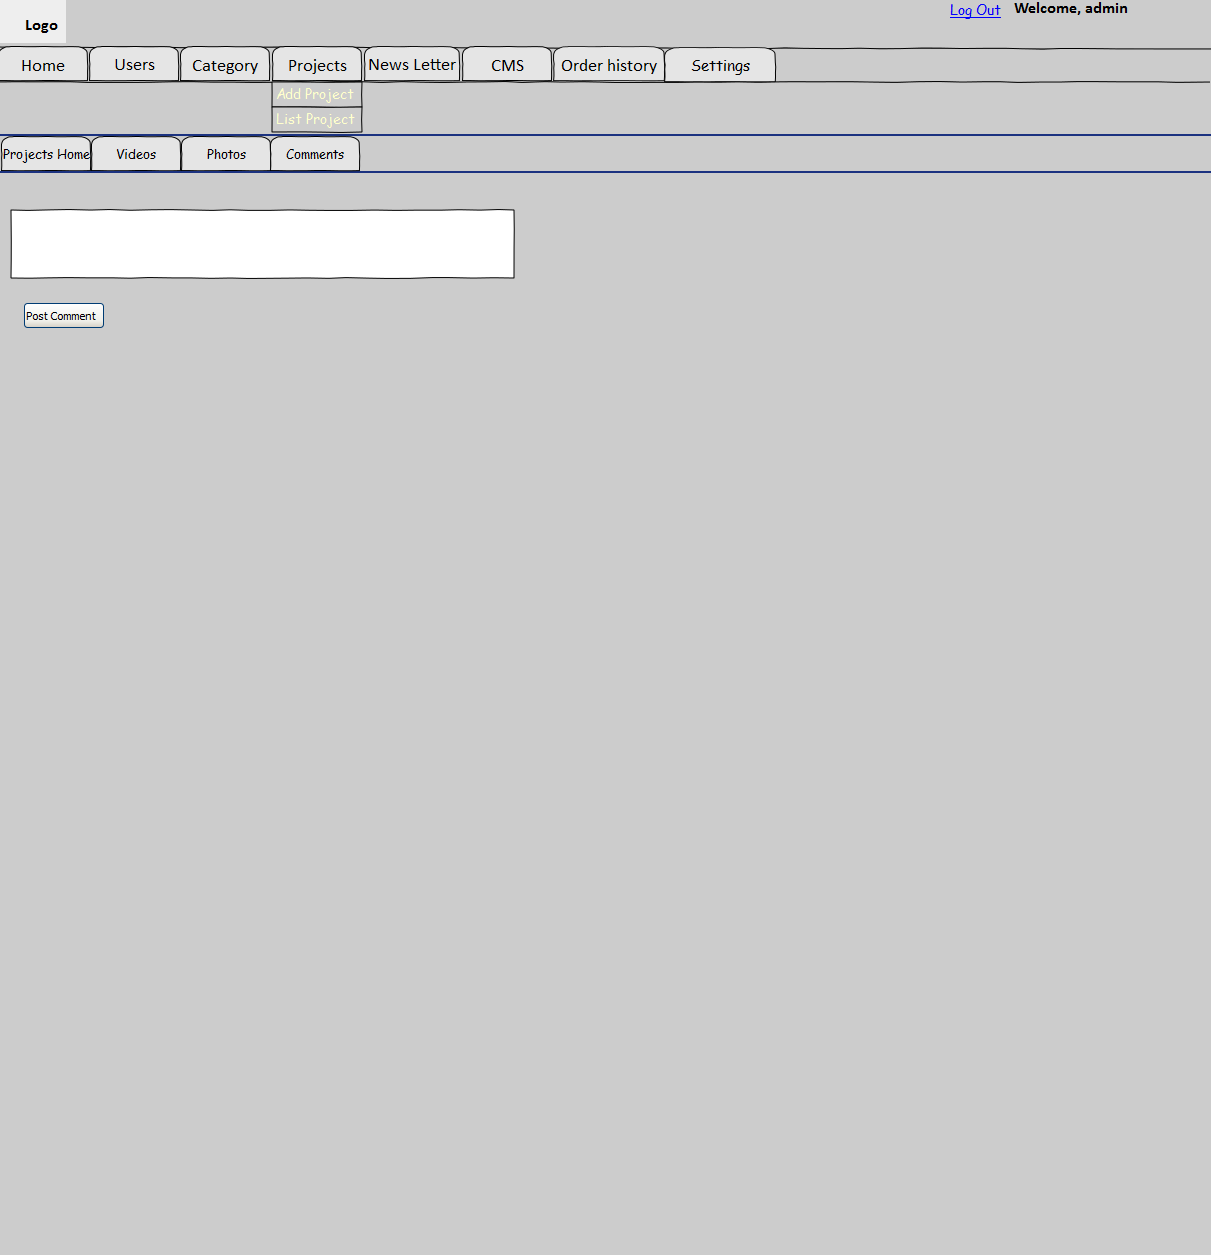 Logo
Log Out Welcome, admin
Home Users Category Projects News Letter CMS Order history Settings
Add Project
List Project
Projects Home Videos Photos Comments
Post Comment